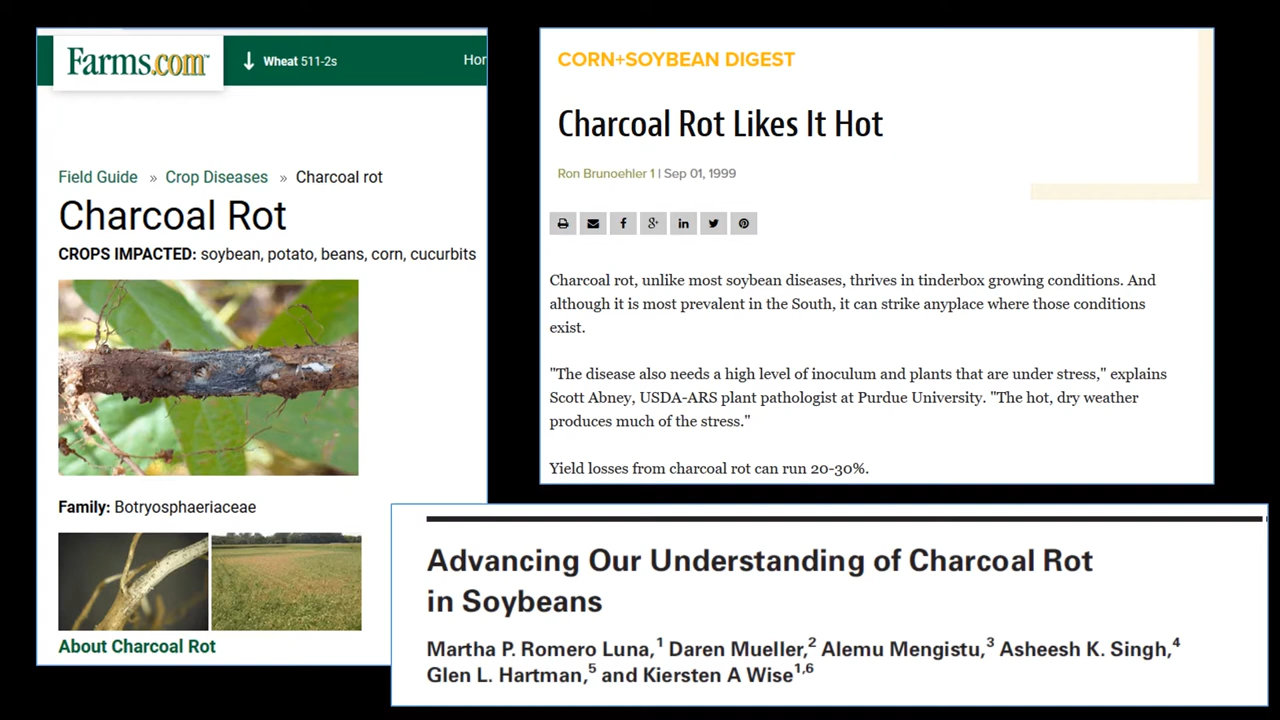 Farms.com™
Wheat 511-2s
Hor
Field Guide » Crop Diseases » Charcoal rot
Charcoal Rot
CROPS IMPACTED: soybean, potato, beans, corn, cucurbits
Family: Botryosphaeriaceae
About Charcoal Rot
CORN+SOYBEAN DIGEST
Charcoal Rot Likes It Hot
Ron Brunoehler 1 | Sep 01, 1999
Charcoal rot, unlike most soybean diseases, thrives in tinderbox growing conditions. And
although it is most prevalent in the South, it can strike anyplace where those conditions
exist.
"The disease also needs a high level of inoculum and plants that are under stress," explains
Scott Abney, USDA-ARS plant pathologist at Purdue University. "The hot, dry weather
produces much of the stress."
Yield losses from charcoal rot can run 20-30%.
Advancing Our Understanding of Charcoal Rot
in Soybeans
Martha P. Romero Luna,1 Daren Mueller,2 Alemu Mengistu,3 Asheesh K. Singh,4
Glen L. Hartman,5 and Kiersten A Wise1,6